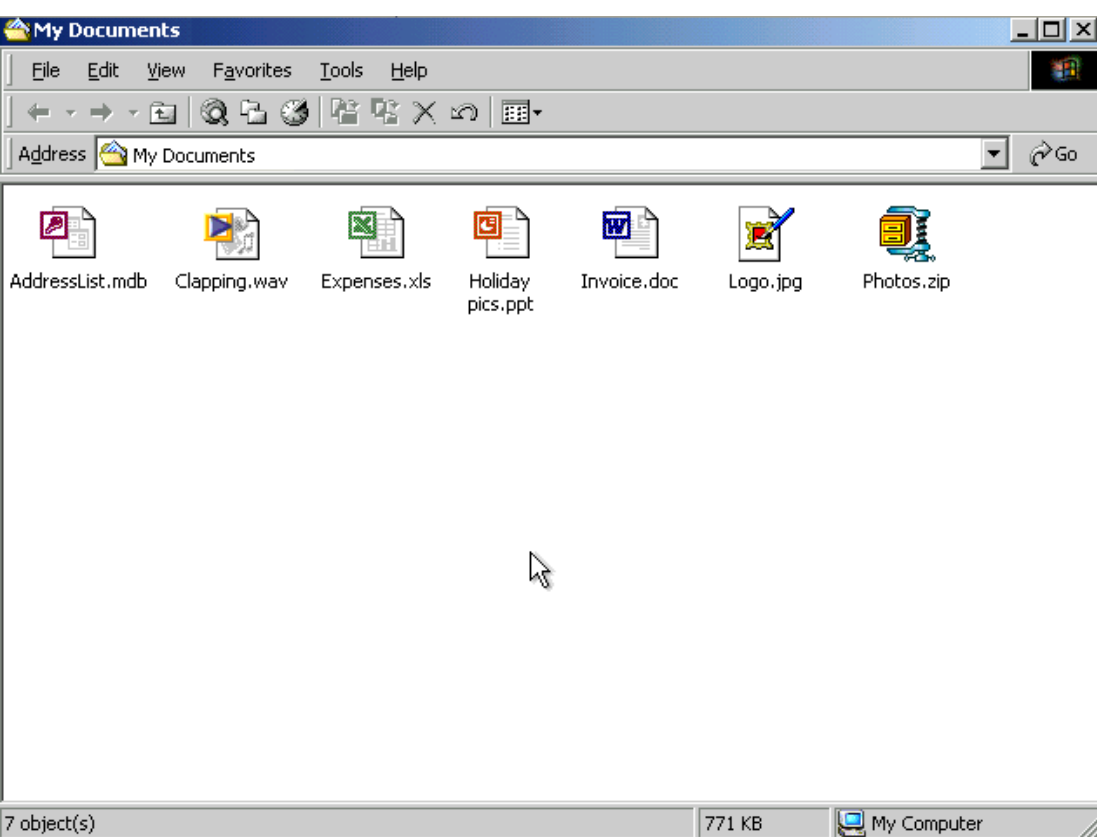 My Documents
File Edit View Favorites Tools Help
Address My Documents Go
AddressList.mdb Clapping.wav Expenses.xls Holiday pics.ppt Invoice.doc Logo.jpg Photos.zip
7 object(s) 771 KB My Computer